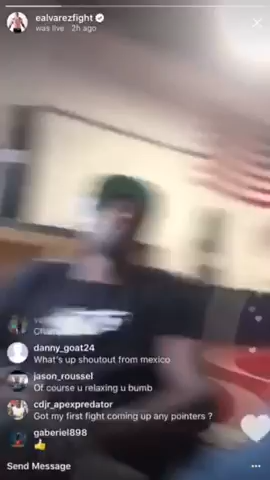 ealvarezfight
was live 2h ago
danny_goat24
What's up shoutout from mexico
jason_roussel
Of course u relaxing u bumb
cdjr_apexpredator
Got my first fight coming up any pointers ?
gaberiel898
👍
Send Message